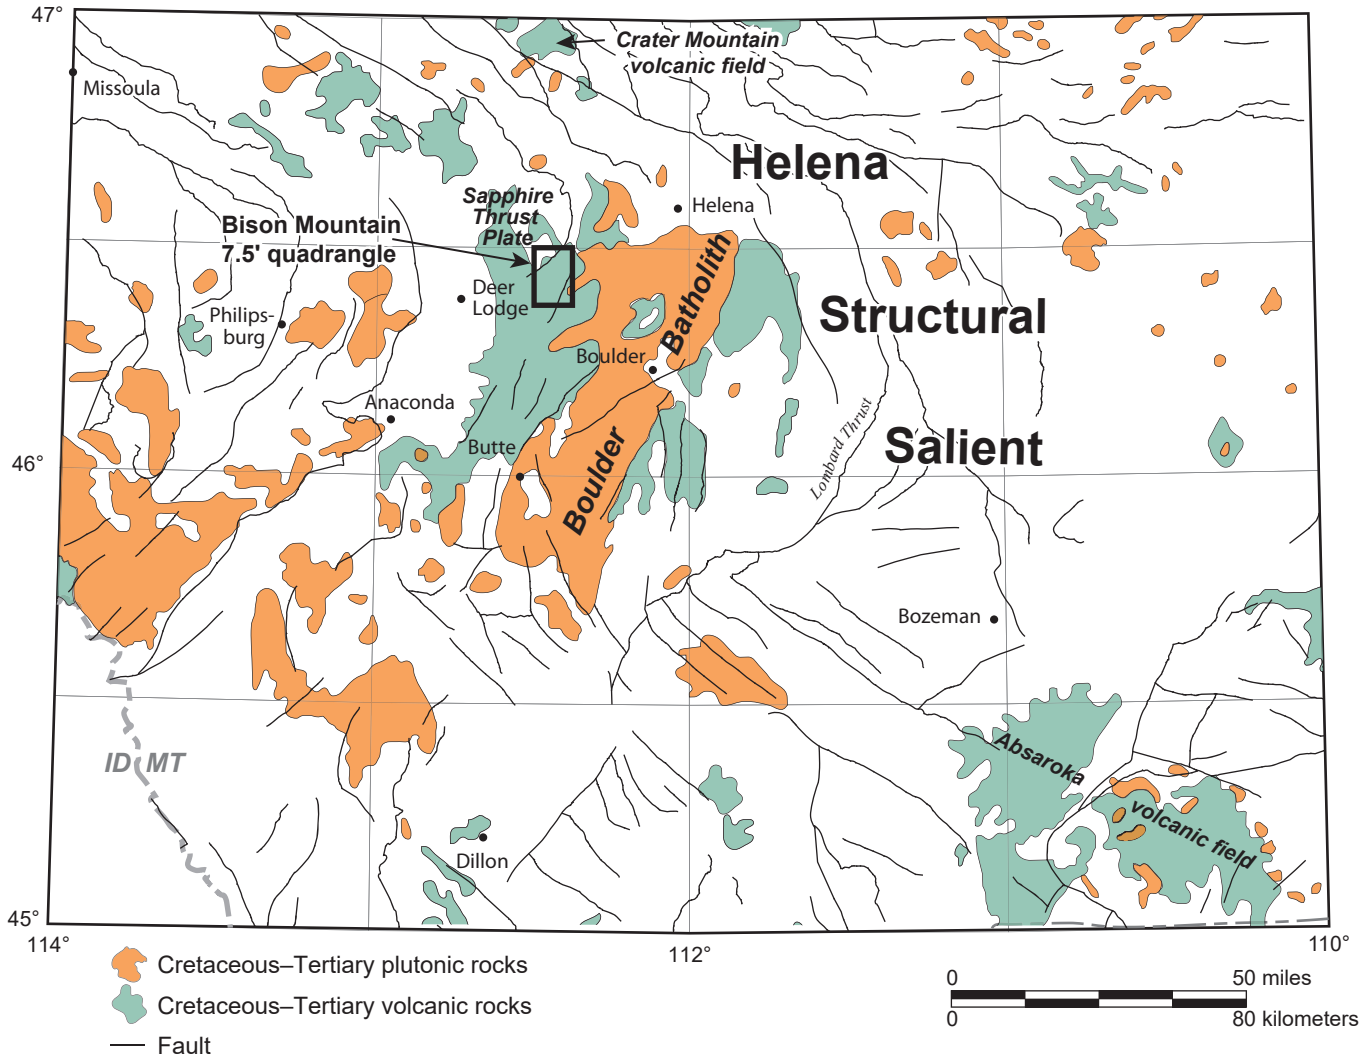 47°
Crater Mountain
volcanic field
Missoula
Helena
Sapphire
Thrust
Plate
Helena
Bison Mountain
7.5' quadrangle
Batholith
Deer
Lodge
Philips-
burg
Structural
Boulder
Anaconda
Lombard Thrust
Butte
Salient
46°
Boulder
Bozeman
ID
MT
Absaroka
volcanic field
Dillon
45°
114°
112°
110°
Cretaceous–Tertiary plutonic rocks
Cretaceous–Tertiary volcanic rocks
Fault
0
50 miles
0
80 kilometers